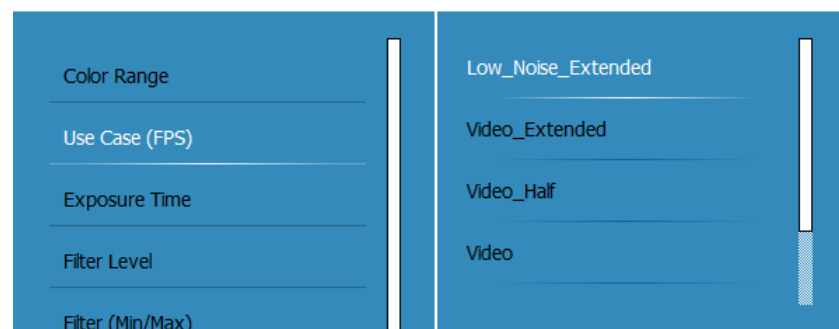 Color Range
Use Case (FPS)
Exposure Time
Filter Level
Filter (Min/Max)
Low_Noise_Extended
Video_Extended
Video_Half
Video